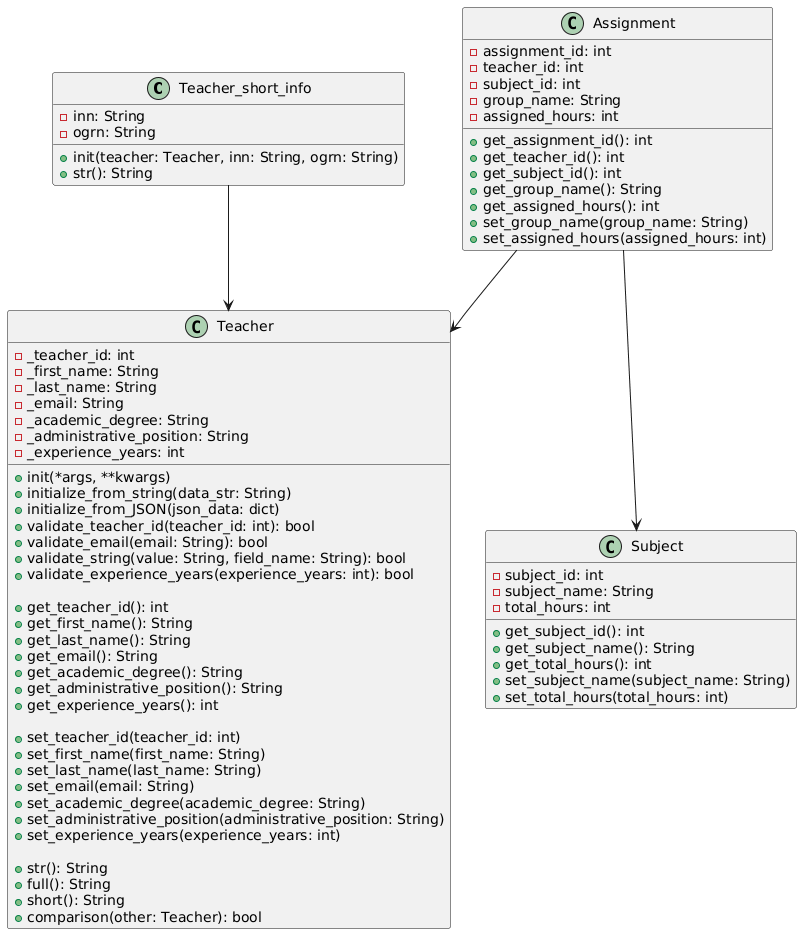 C Teacher_short_info
inn: String
ogrn: String
init(teacher: Teacher, inn: String, ogrn: String)
str(): String
C Assignment
assignment_id: int
teacher_id: int
subject_id: int
group_name: String
assigned_hours: int
get_assignment_id(): int
get_teacher_id(): int
get_subject_id(): int
get_group_name(): String
get_assigned_hours(): int
set_group_name(group_name: String)
set_assigned_hours(assigned_hours: int)
C Teacher
_teacher_id: int
_first_name: String
_last_name: String
_email: String
_academic_degree: String
_administrative_position: String
_experience_years: int
init(*args, **kwargs)
initialize_from_string(data_str: String)
initialize_from_JSON(json_data: dict)
validate_teacher_id(teacher_id: int): bool
validate_email(email: String): bool
validate_string(value: String, field_name: String): bool
validate_experience_years(experience_years: int): bool
get_teacher_id(): int
get_first_name(): String
get_last_name(): String
get_email(): String
get_academic_degree(): String
get_administrative_position(): String
get_experience_years(): int
set_teacher_id(teacher_id: int)
set_first_name(first_name: String)
set_last_name(last_name: String)
set_email(email: String)
set_academic_degree(academic_degree: String)
set_administrative_position(administrative_position: String)
set_experience_years(experience_years: int)
str(): String
full(): String
short(): String
comparison(other: Teacher): bool
C Subject
subject_id: int
subject_name: String
total_hours: int
get_subject_id(): int
get_subject_name(): String
get_total_hours(): int
set_subject_name(subject_name: String)
set_total_hours(total_hours: int)